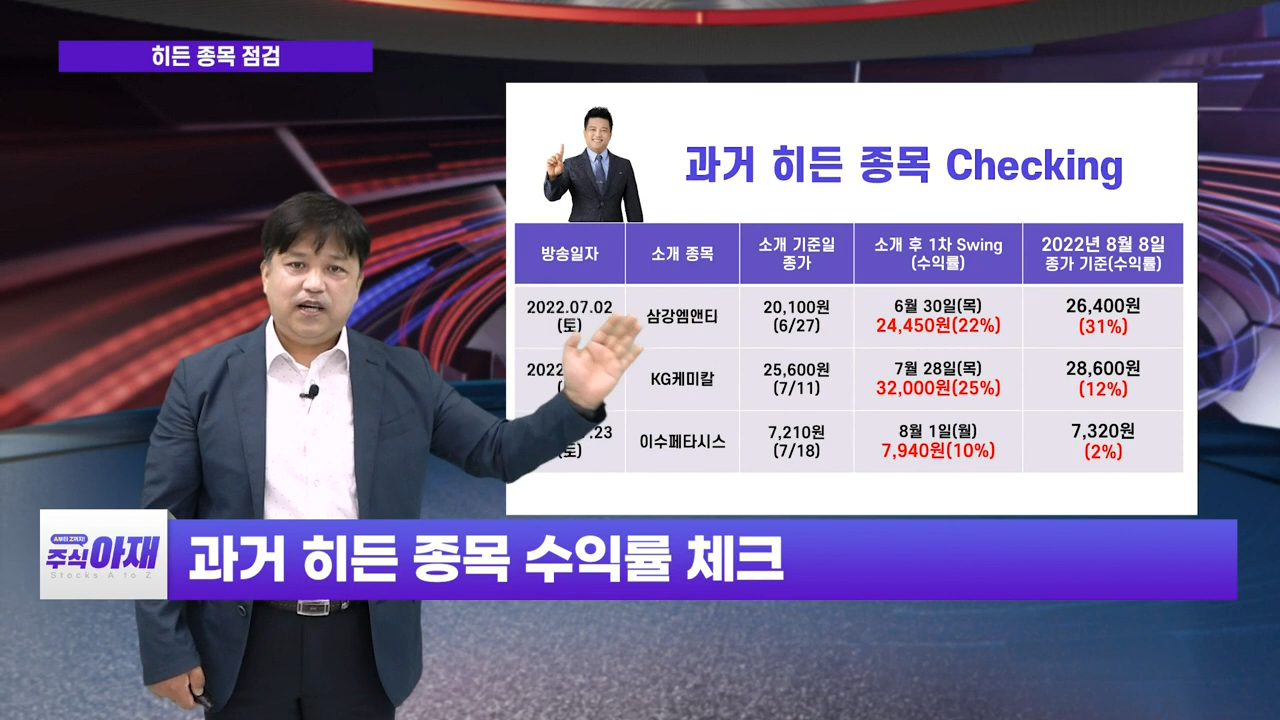 히든 종목 점검
과거 히든 종목 Checking
방송일자
소개 종목
소개 기준일
종가
소개 후 1차 Swing
(수익률)
2022년 8월 8일
종가 기준(수익률)
2022.07.02
(토)
삼강엠앤티
20,100원
(6/27)
6월 30일(목)
24,450원(22%)
26,400원
(31%)
2022
KG케미칼
25,600원
(7/11)
7월 28일(목)
32,000원(25%)
28,600원
(12%)
.23
(토)
이수페타시스
7,210원
(7/18)
8월 1일(월)
7,940원(10%)
7,320원
(2%)
A부터 Z까지!
주식아재
Stocks A to Z
과거 히든 종목 수익률 체크